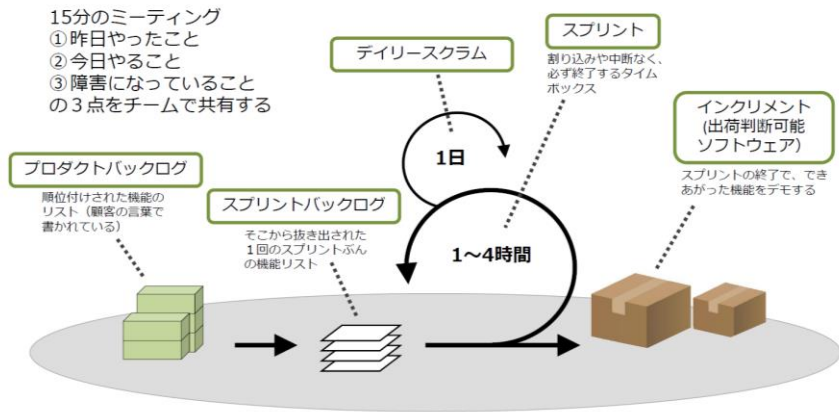 15分のミーティング
①昨日やったこと
②今日やること
③障害になっていること
の３点をチームで共有する
デイリースクラム
スプリント
割り込みや中断なく、
必ず終了するタイム
ボックス
インクリメント
(出荷判断可能
ソフトウェア）
スプリントの終了で、でき
あがった機能をデモする
プロダクトバックログ
順位付けされた機能の
リスト（顧客の言葉で
書かれている）
スプリントバックログ
そこから抜き出された
１回のスプリントぶん
の機能リスト
1日
1～4時間